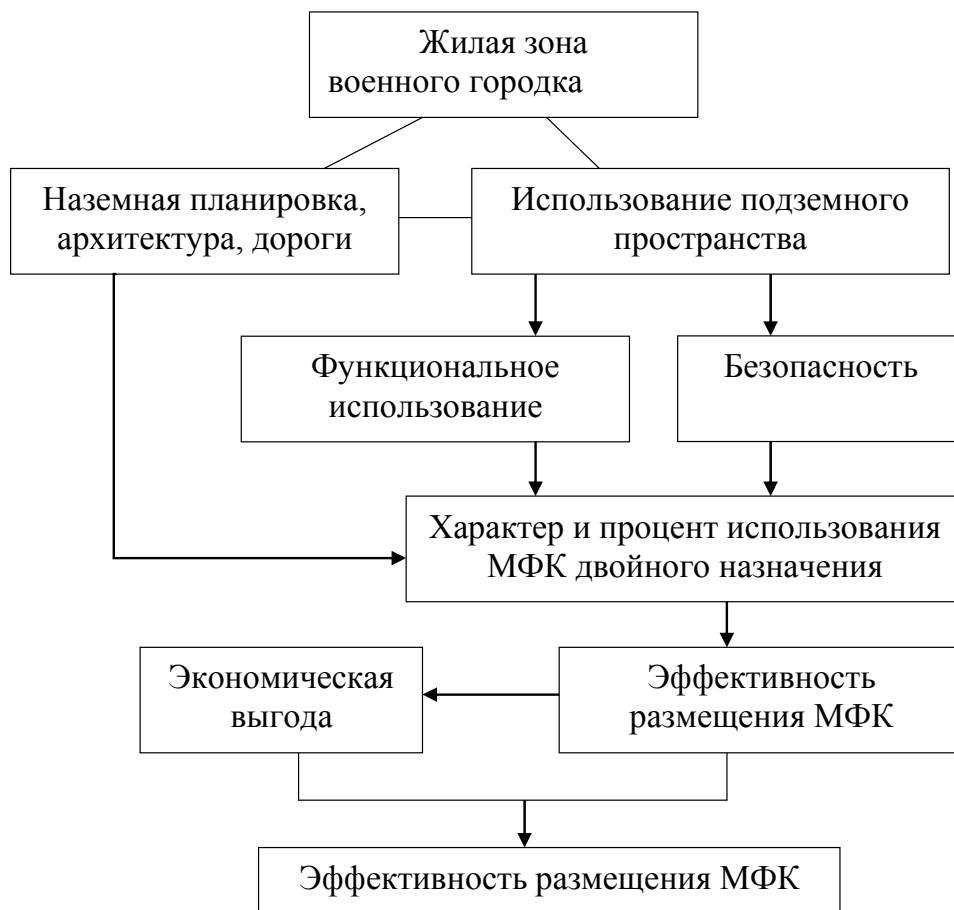 Жилая зона
военного городка
Наземная планировка,
архитектура, дороги
Использование подземного
пространства
Функциональное
использование
Безопасность
Характер и процент использования
МФК двойного назначения
Экономическая
выгода
Эффективность
размещения МФК
Эффективность размещения МФК